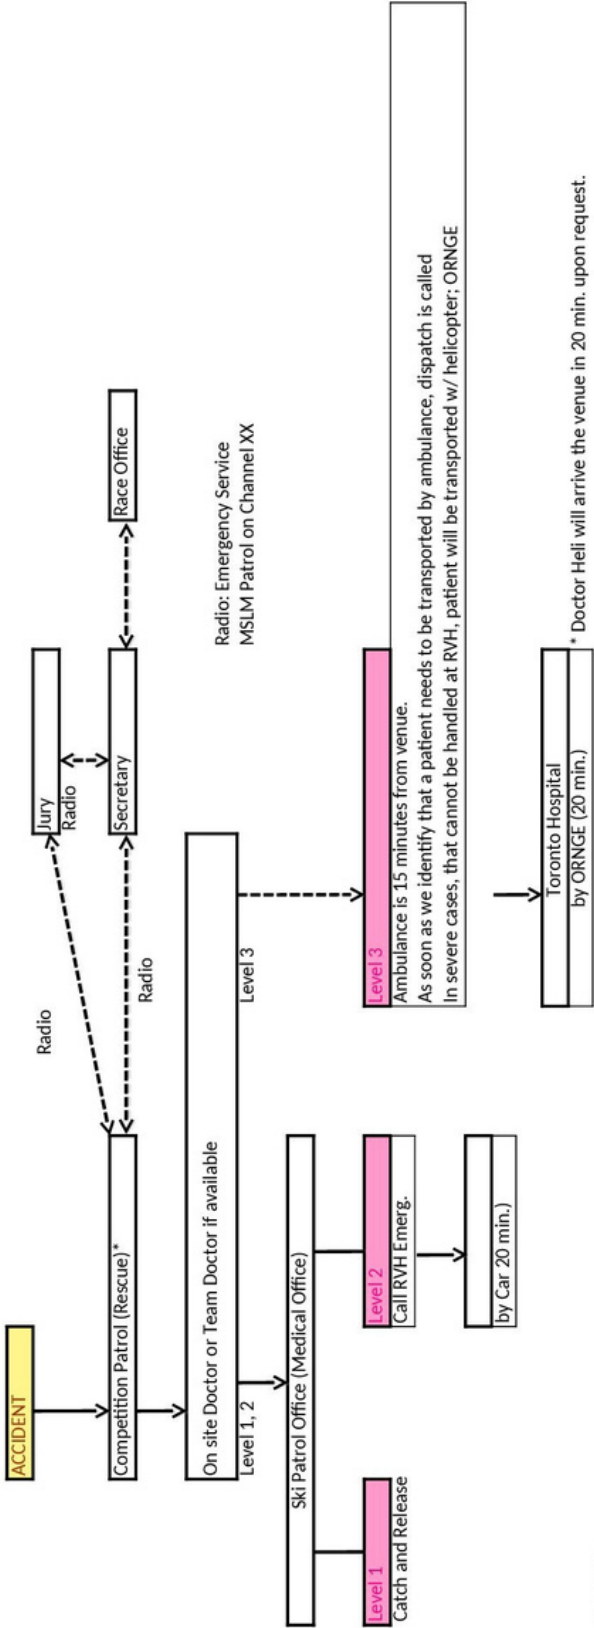 ACCIDENT
Radio
Jury
Radio
Competition Patrol (Rescue)*
Radio
Secretary
Race Office
On site Doctor or Team Doctor if available
Radio: Emergency Service
MSLM Patrol on Channel XX
Level 1, 2
Level 3
Ski Patrol Office (Medical Office)
Level 1
Catch and Release
Level 2
Call RVH Emerg.
by Car 20 min.)
Level 3
Ambulance is 15 minutes from venue.
As soon as we identify that a patient needs to be transported by ambulance, dispatch is called
In severe cases, that cannot be handled at RVH, patient will be transported w/ helicopter; ORNGE
Toronto Hospital
by ORNGE (20 min.)
* Doctor Heli will arrive the venue in 20 min. upon request.